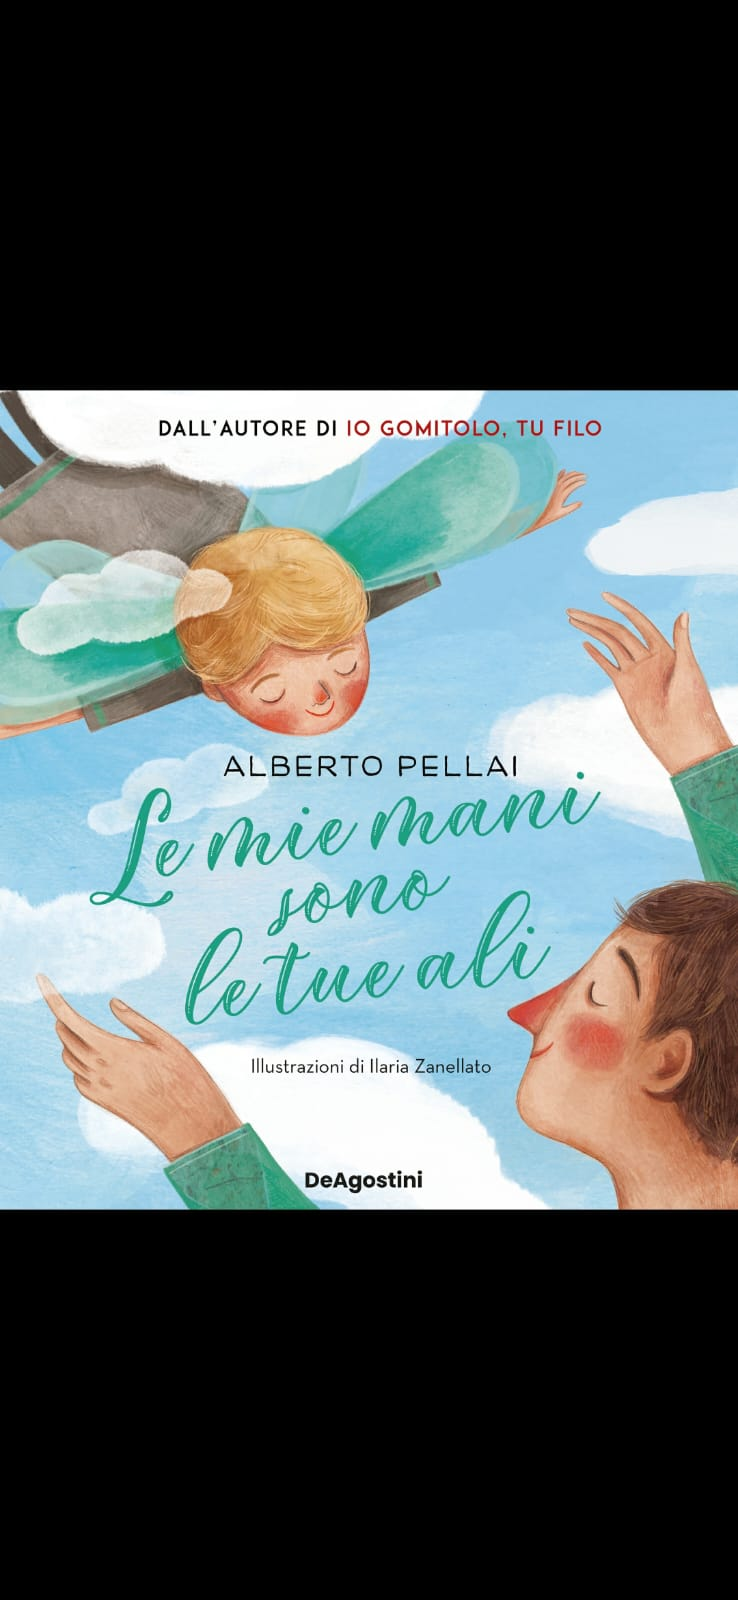 DALL'AUTORE DI IO GOMITOLO, TU FILO
ALBERTO PELLAI
Le mie mani
sono
le tue ali
Illustrazioni di Ilaria Zanellato
DeAgostini